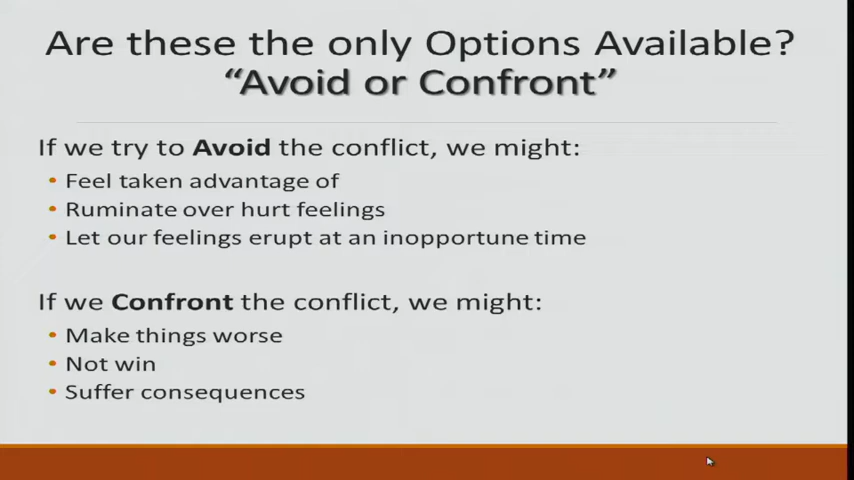 Are these the only Options Available?
“Avoid or Confront”
If we try to Avoid the conflict, we might:
• Feel taken advantage of
• Ruminate over hurt feelings
• Let our feelings erupt at an inopportune time
If we Confront the conflict, we might:
• Make things worse
• Not win
• Suffer consequences